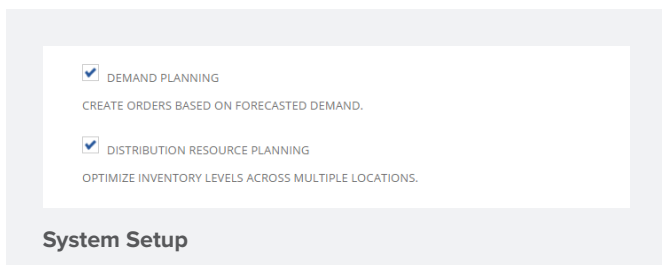 DEMAND PLANNING
CREATE ORDERS BASED ON FORECASTED DEMAND.
DISTRIBUTION RESOURCE PLANNING
OPTIMIZE INVENTORY LEVELS ACROSS MULTIPLE LOCATIONS.
System Setup